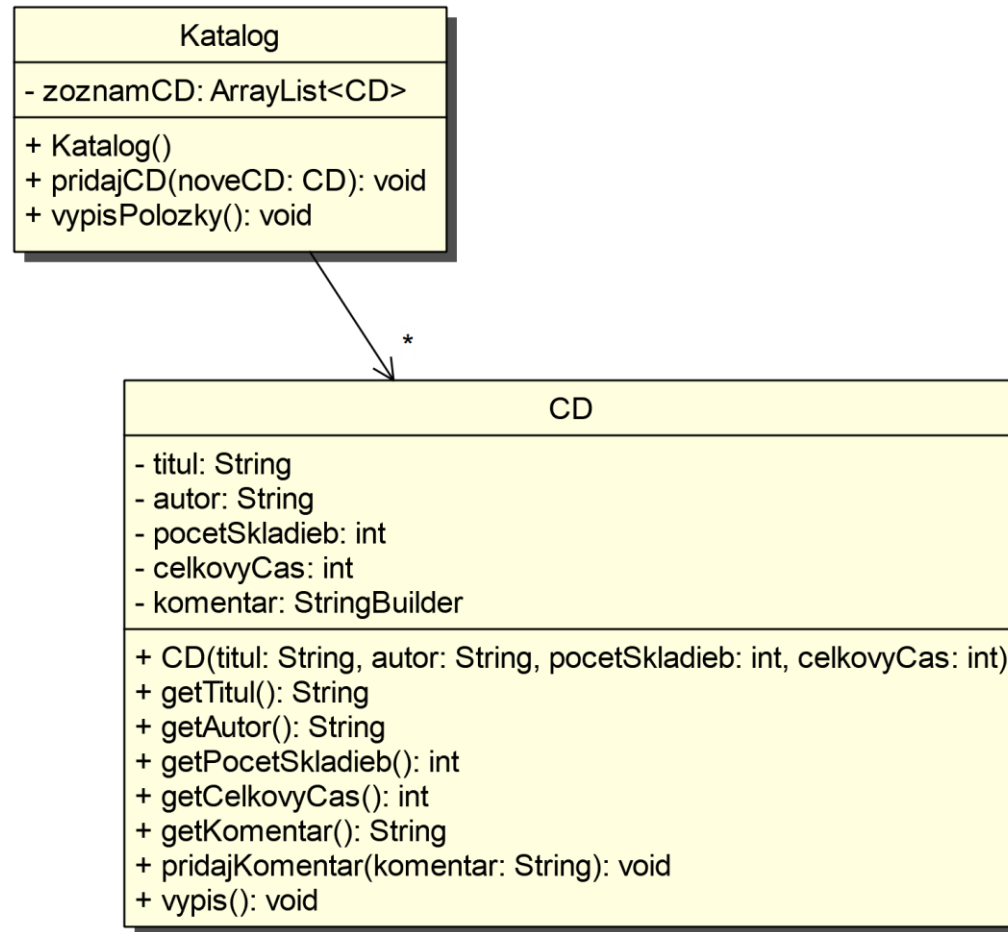 Katalog
- zoznamCD: ArrayList<CD>
+ Katalog()
+ pridajCD(noveCD: CD): void
+ vypisPolozky(): void
*
CD
- titul: String
- autor: String
- pocetSkladieb: int
- celkovyCas: int
- komentar: StringBuilder
+ CD(titul: String, autor: String, pocetSkladieb: int, celkovyCas: int)
+ getTitul(): String
+ getAutor(): String
+ getPocetSkladieb(): int
+ getCelkovyCas(): int
+ getKomentar(): String
+ pridajKomentar(komentar: String): void
+ vypis(): void